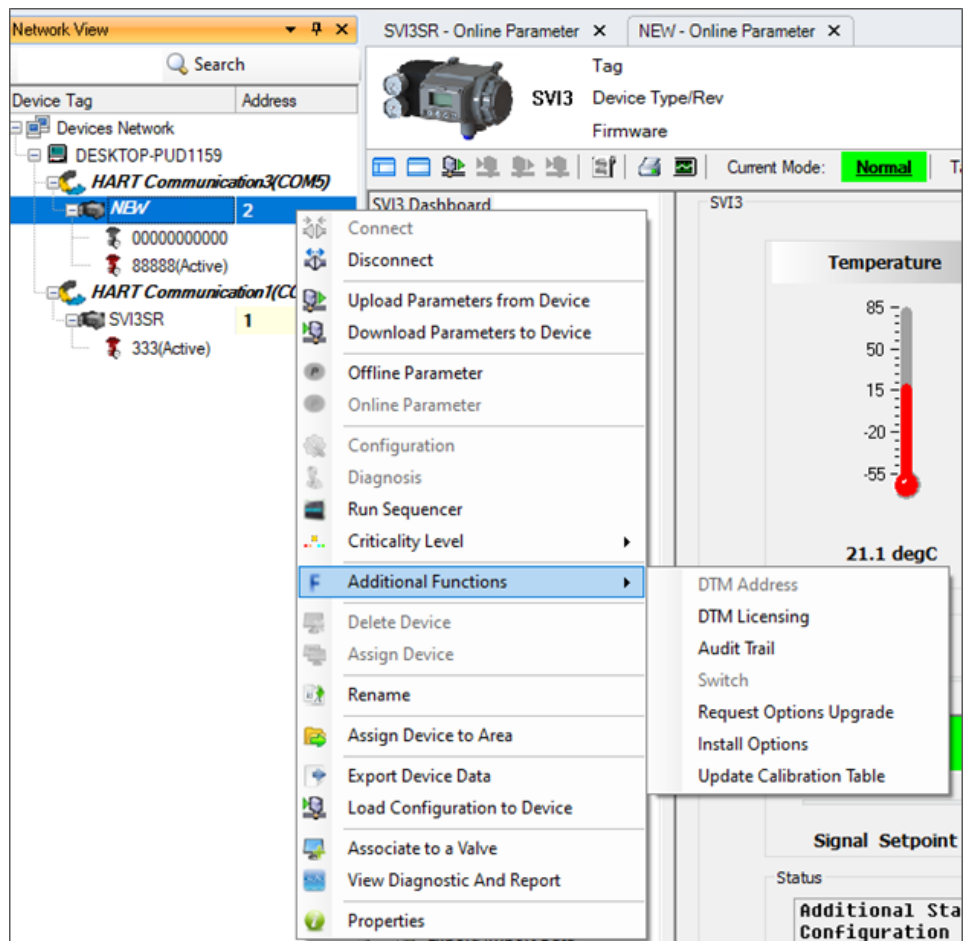 Network View
SVI3SR - Online Parameter
NEW - Online Parameter
Search
Device Tag Address
Devices Network
DESKTOP-PUD1159
HART Communication3(COM5)
NEW 2
00000000000
88888(Active)
HART Communication1(CO
SVI3SR 1
333(Active)
SVI3
Tag
Device Type/Rev
Firmware
Current Mode: Normal Ta
SVI3 Dashboard
Connect
Disconnect
Upload Parameters from Device
Download Parameters to Device
Offline Parameter
Online Parameter
Configuration
Diagnosis
Run Sequencer
Criticality Level
Additional Functions
Delete Device
Assign Device
Rename
Assign Device to Area
Export Device Data
Load Configuration to Device
Associate to a Valve
View Diagnostic And Report
Properties
DTM Address
DTM Licensing
Audit Trail
Switch
Request Options Upgrade
Install Options
Update Calibration Table
SVI3
Temperature
85
50
15
-20
-55
21.1 degC
Signal Setpoint
Status
Additional Sta
Configuration